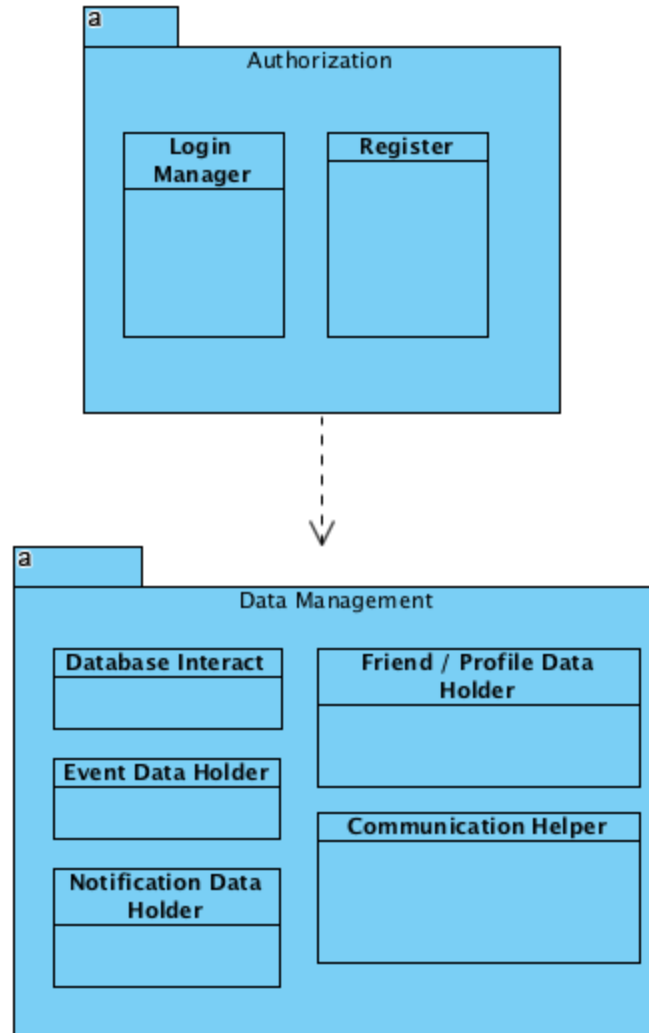 a
Authorization
Login
Manager
Register
a
Data Management
Database Interact
Friend / Profile Data
Holder
Event Data Holder
Communication Helper
Notification Data
Holder